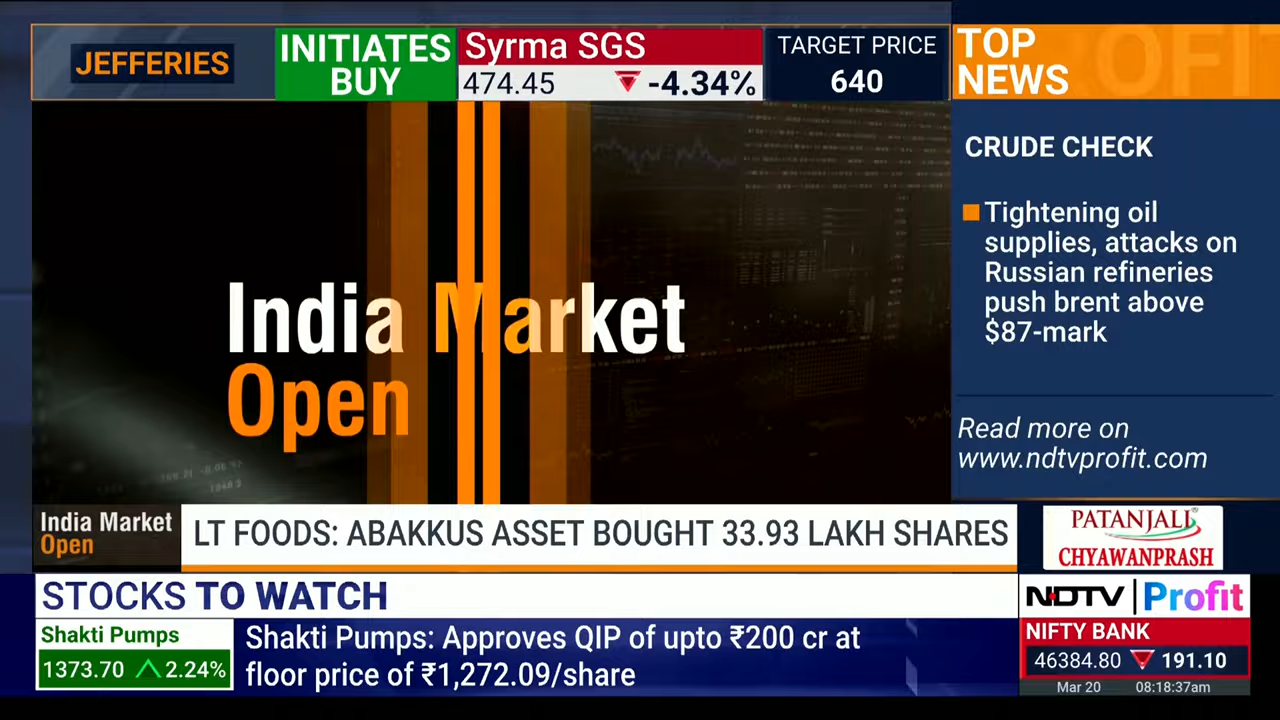 JEFFERIES
INITIATES
BUY
Syrma SGS
474.45 ▼ -4.34%
TARGET PRICE
640
TOP
NEWS
CRUDE CHECK
Tightening oil
supplies, attacks on
Russian refineries
push brent above
$87-mark
Read more on
www.ndtvprofit.com
India Market
Open
India Market
Open
LT FOODS: ABAKKUS ASSET BOUGHT 33.93 LAKH SHARES
PATANJALI
CHYAWANPRASH
STOCKS TO WATCH
NDTV Profit
Shakti Pumps
1373.70 2.24%
Shakti Pumps: Approves QIP of upto ₹200 cr at
floor price of ₹1,272.09/share
NIFTY BANK
46384.80 ▼ 191.10
Mar 20 08:18:37am